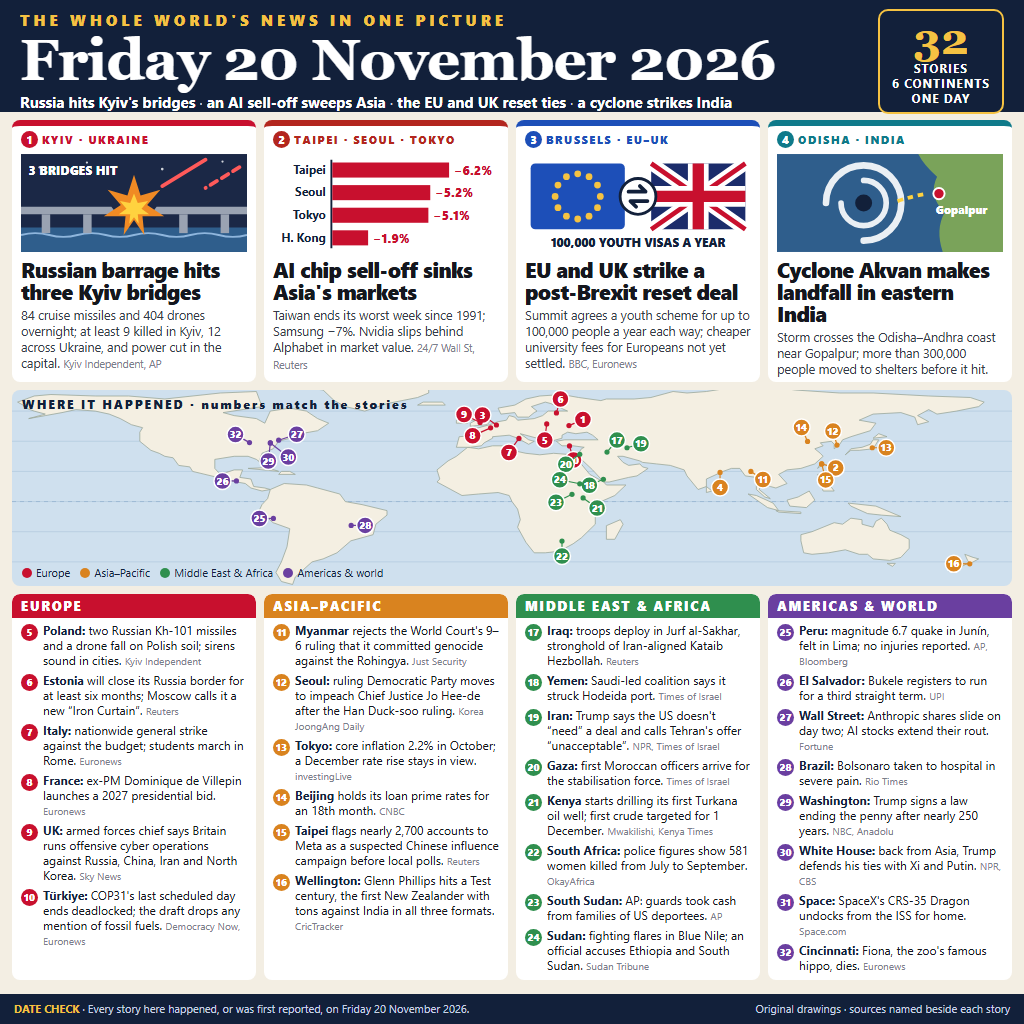 THE WHOLE WORLD'S NEWS IN ONE PICTURE
Friday 20 November 2026
Russia hits Kyiv's bridges · an AI sell-off sweeps Asia · the EU and UK reset ties · a cyclone strikes India
32
STORIES
6 CONTINENTS
ONE DAY
1 KYIV · UKRAINE
3 BRIDGES HIT
Russian barrage hits
three Kyiv bridges
84 cruise missiles and 404 drones
overnight; at least 9 killed in Kyiv, 12
across Ukraine, and power cut in the
capital. Kyiv Independent, AP
2 TAIPEI · SEOUL · TOKYO
Taipei −6.2%
Seoul −5.2%
Tokyo −5.1%
H. Kong −1.9%
AI chip sell-off sinks
Asia's markets
Taiwan ends its worst week since 1991;
Samsung −7%. Nvidia slips behind
Alphabet in market value. 24/7 Wall St,
Reuters
3 BRUSSELS · EU–UK
100,000 YOUTH VISAS A YEAR
EU and UK strike a
post-Brexit reset deal
Summit agrees a youth scheme for up to
100,000 people a year each way; cheaper
university fees for Europeans not yet
settled. BBC, Euronews
4 ODISHA · INDIA
Gopalpur
Cyclone Akvan makes
landfall in eastern
India
Storm crosses the Odisha–Andhra coast
near Gopalpur; more than 300,000
people moved to shelters before it hit.
WHERE IT HAPPENED · numbers match the stories
32 27 29 30 26 25 28
9 3 6 1 8 7 5
17 19 20 24 18 23 21 22
14 12 13 2 15 11 4 16
Europe Asia–Pacific Middle East & Africa Americas & world
EUROPE
5 Poland: two Russian Kh-101 missiles
and a drone fall on Polish soil; sirens
sound in cities. Kyiv Independent
6 Estonia will close its Russia border for
at least six months; Moscow calls it a
new “Iron Curtain”. Reuters
7 Italy: nationwide general strike
against the budget; students march in
Rome. Euronews
8 France: ex-PM Dominique de Villepin
launches a 2027 presidential bid.
Euronews
9 UK: armed forces chief says Britain
runs offensive cyber operations
against Russia, China, Iran and North
Korea. Sky News
10 Türkiye: COP31's last scheduled day
ends deadlocked; the draft drops any
mention of fossil fuels. Democracy Now,
Euronews
ASIA–PACIFIC
11 Myanmar rejects the World Court's 9–
6 ruling that it committed genocide
against the Rohingya. Just Security
12 Seoul: ruling Democratic Party moves
to impeach Chief Justice Jo Hee-de
after the Han Duck-soo ruling. Korea
JoongAng Daily
13 Tokyo: core inflation 2.2% in October;
a December rate rise stays in view.
investingLive
14 Beijing holds its loan prime rates for
an 18th month. CNBC
15 Taipei flags nearly 2,700 accounts to
Meta as a suspected Chinese influence
campaign before local polls. Reuters
16 Wellington: Glenn Phillips hits a Test
century, the first New Zealander with
tons against India in all three formats.
CricTracker
MIDDLE EAST & AFRICA
17 Iraq: troops deploy in Jurf al-Sakhar,
stronghold of Iran-aligned Kataib
Hezbollah. Reuters
18 Yemen: Saudi-led coalition says it
struck Hodeida port. Times of Israel
19 Iran: Trump says the US doesn't
“need” a deal and calls Tehran's offer
“unacceptable”. NPR, Times of Israel
20 Gaza: first Moroccan officers arrive for
the stabilisation force. Times of Israel
21 Kenya starts drilling its first Turkana
oil well; first crude targeted for 1
December. Mwakilishi, Kenya Times
22 South Africa: police figures show 581
women killed from July to September.
OkayAfrica
23 South Sudan: AP: guards took cash
from families of US deportees. AP
24 Sudan: fighting flares in Blue Nile; an
official accuses Ethiopia and South
Sudan. Sudan Tribune
AMERICAS & WORLD
25 Peru: magnitude 6.7 quake in Junín,
felt in Lima; no injuries reported. AP,
Bloomberg
26 El Salvador: Bukele registers to run
for a third straight term. UPI
27 Wall Street: Anthropic shares slide on
day two; AI stocks extend their rout.
Fortune
28 Brazil: Bolsonaro taken to hospital in
severe pain. Rio Times
29 Washington: Trump signs a law
ending the penny after nearly 250
years. NBC, Anadolu
30 White House: back from Asia, Trump
defends his ties with Xi and Putin. NPR,
CBS
31 Space: SpaceX's CRS-35 Dragon
undocks from the ISS for home.
Space.com
32 Cincinnati: Fiona, the zoo's famous
hippo, dies. Euronews
DATE CHECK · Every story here happened, or was first reported, on Friday 20 November 2026.
Original drawings · sources named beside each story